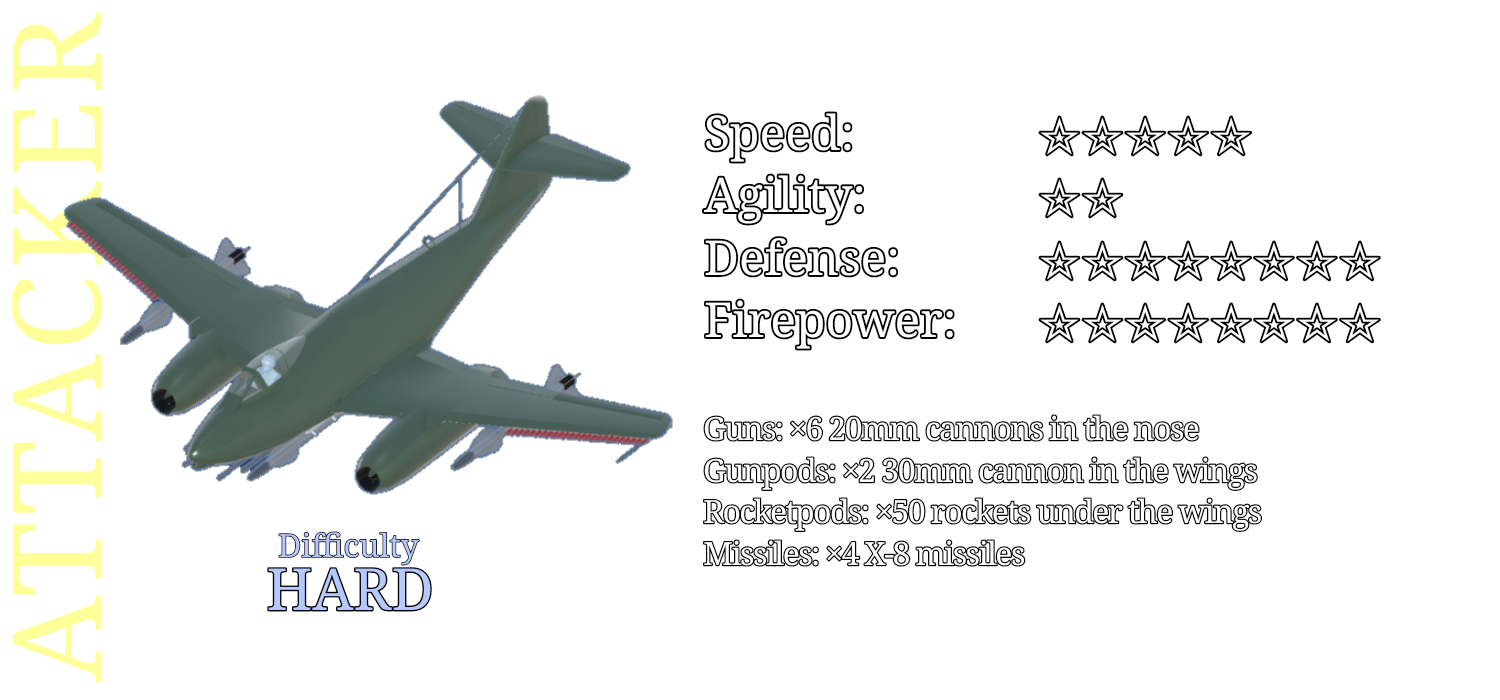 ATTACKER
Speed: ☆☆☆☆☆
Agility: ☆☆
Defense: ☆☆☆☆☆☆☆☆
Firepower: ☆☆☆☆☆☆☆☆
Guns: ×6 20mm cannons in the nose
Gunpods: ×2 30mm cannon in the wings
Rocketpods: ×50 rockets under the wings
Missiles: ×4 X-8 missiles
Difficulty
HARD